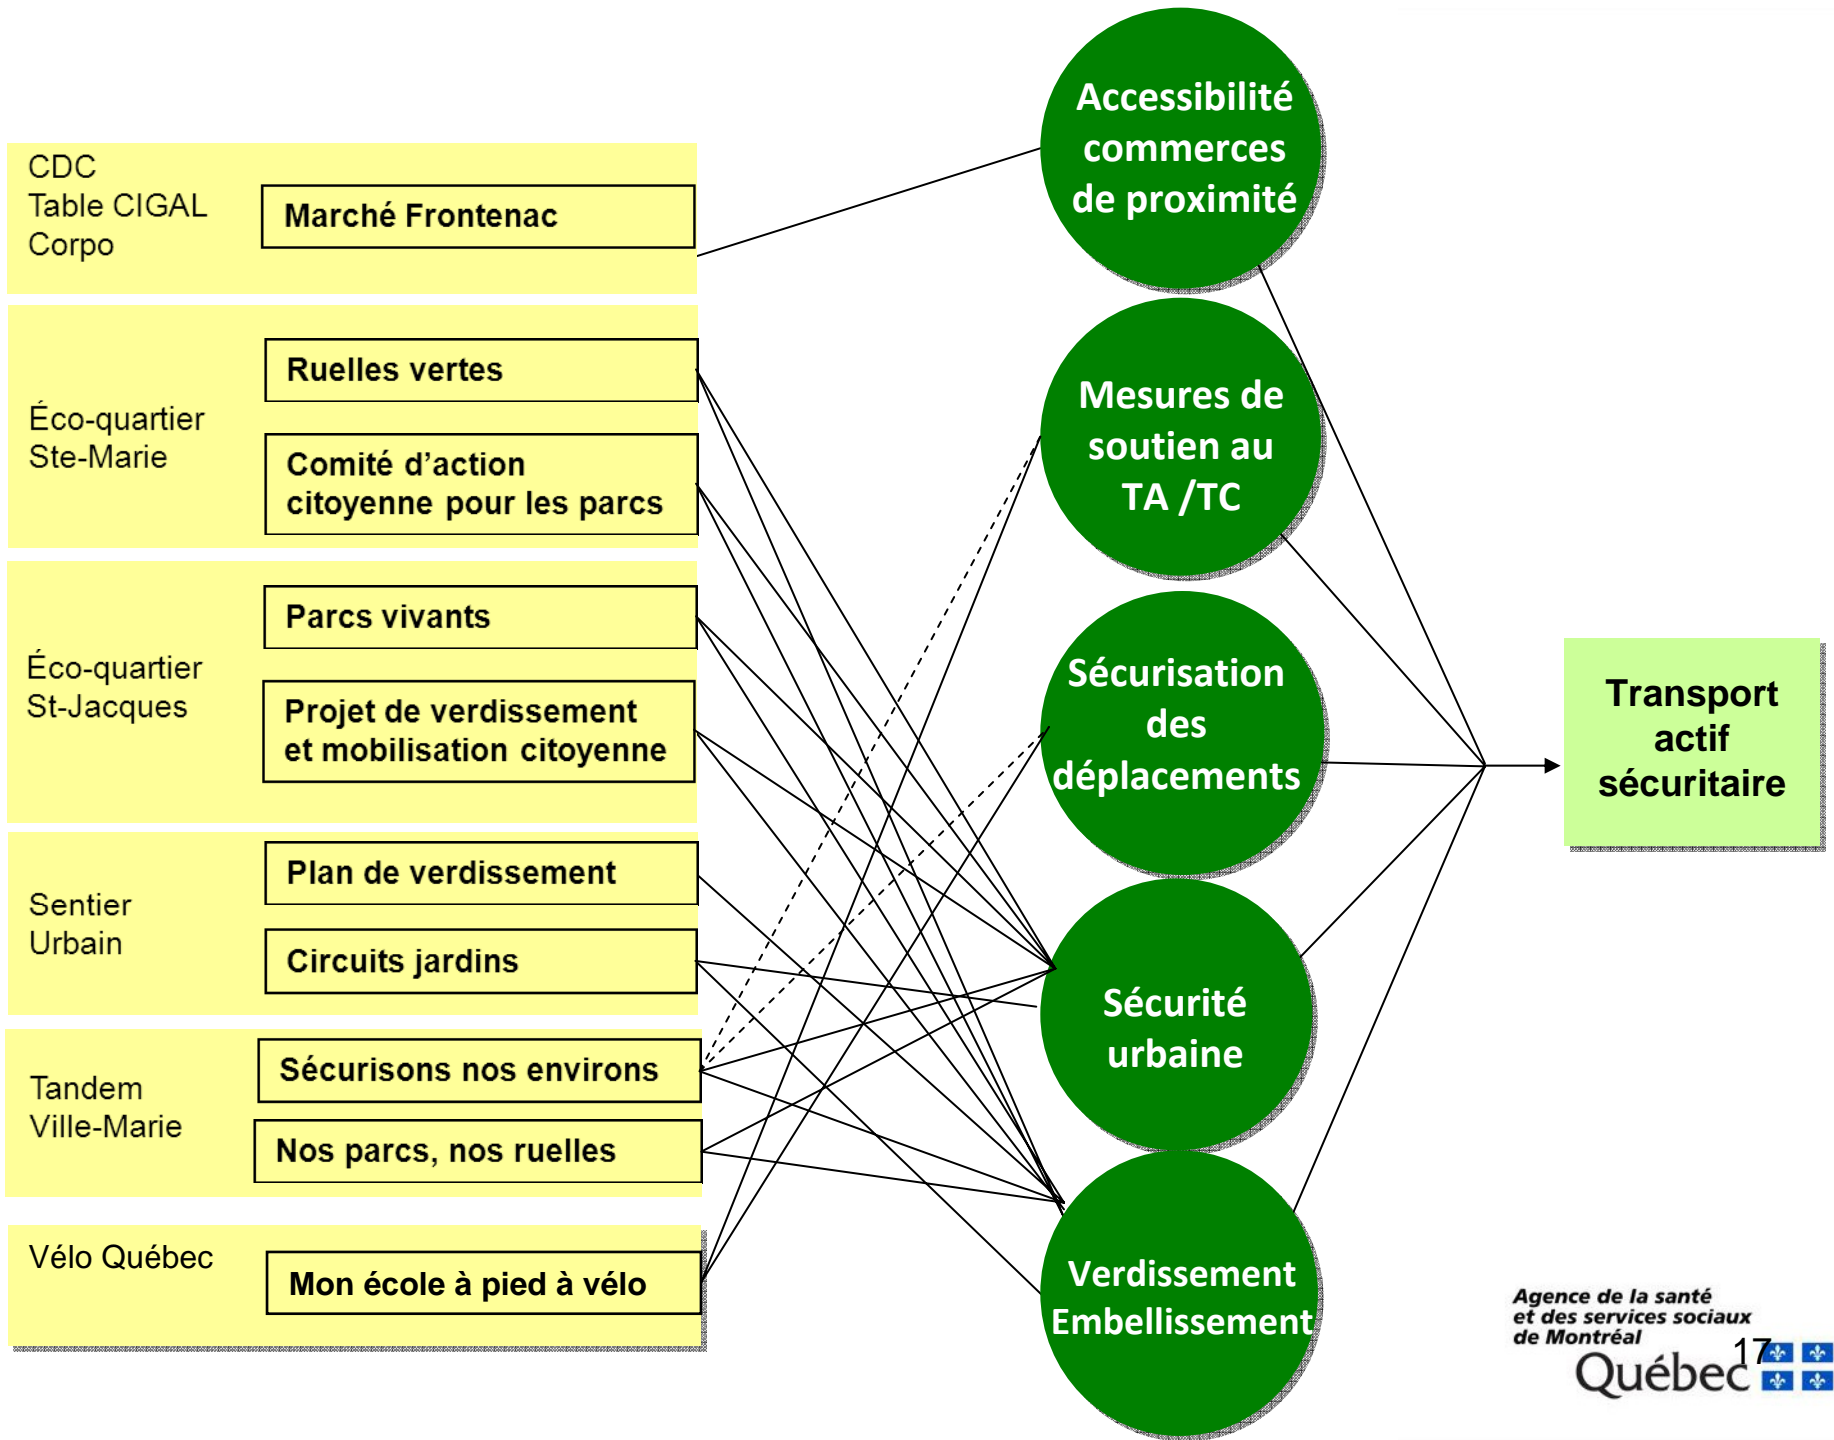 CDC
Table CIGAL
Corpo
Marché Frontenac
Éco-quartier
Ste-Marie
Ruelles vertes
Comité d’action
citoyenne pour les parcs
Éco-quartier
St-Jacques
Parcs vivants
Projet de verdissement
et mobilisation citoyenne
Sentier
Urbain
Plan de verdissement
Circuits jardins
Tandem
Ville-Marie
Sécurisons nos environs
Nos parcs, nos ruelles
Vélo Québec
Mon école à pied à vélo
Accessibilité
commerces
de proximité
Mesures de
soutien au
TA /TC
Sécurisation
des
déplacements
Sécurité
urbaine
Verdissement
Embellissement
Transport
actif
sécuritaire
Agence de la santé
et des services sociaux
de Montréal
17
Québec